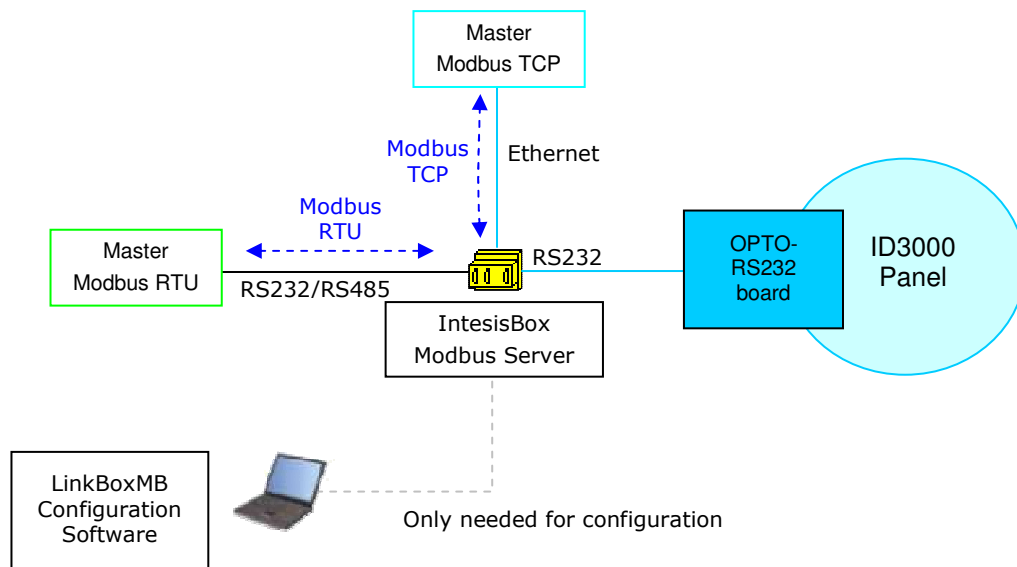 Master
Modbus TCP
Modbus
TCP
Ethernet
Modbus
RTU
Master
Modbus RTU
RS232/RS485
RS232
OPTO-
RS232
board
ID3000
Panel
IntesisBox
Modbus Server
LinkBoxMB
Configuration
Software
Only needed for configuration